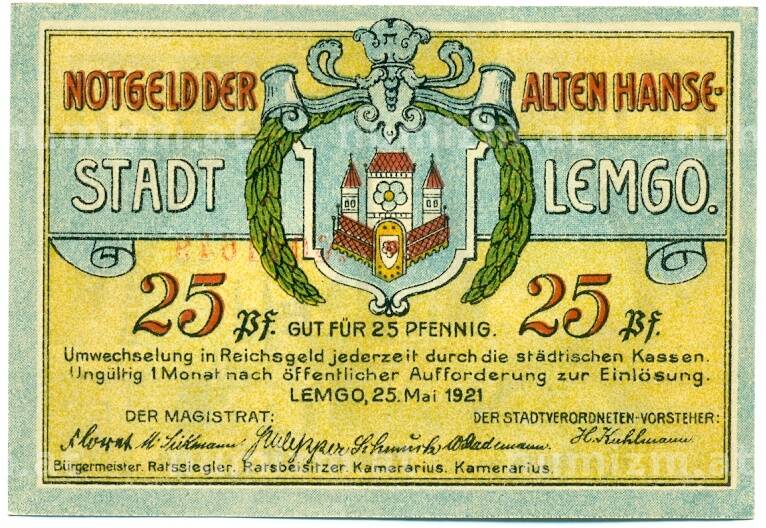 NOTGELD DER ALTEN HANSE-
STADT LEMGO.
25 Pf. GUT FÜR 25 PFENNIG. 25 Pf.
Umwechselung in Reichsgeld jederzeit durch die städtischen Kassen.
Ungültig 1 Monat nach öffentlicher Aufforderung zur Einlösung.
LEMGO, 25. Mai 1921
DER MAGISTRAT: DER STADTVERORDNETEN-VORSTEHER:
H. Kuhlmann
Bürgermeister. Ratssiegler. Ratsbeisitzer. Kamerarius. Kamerarius.